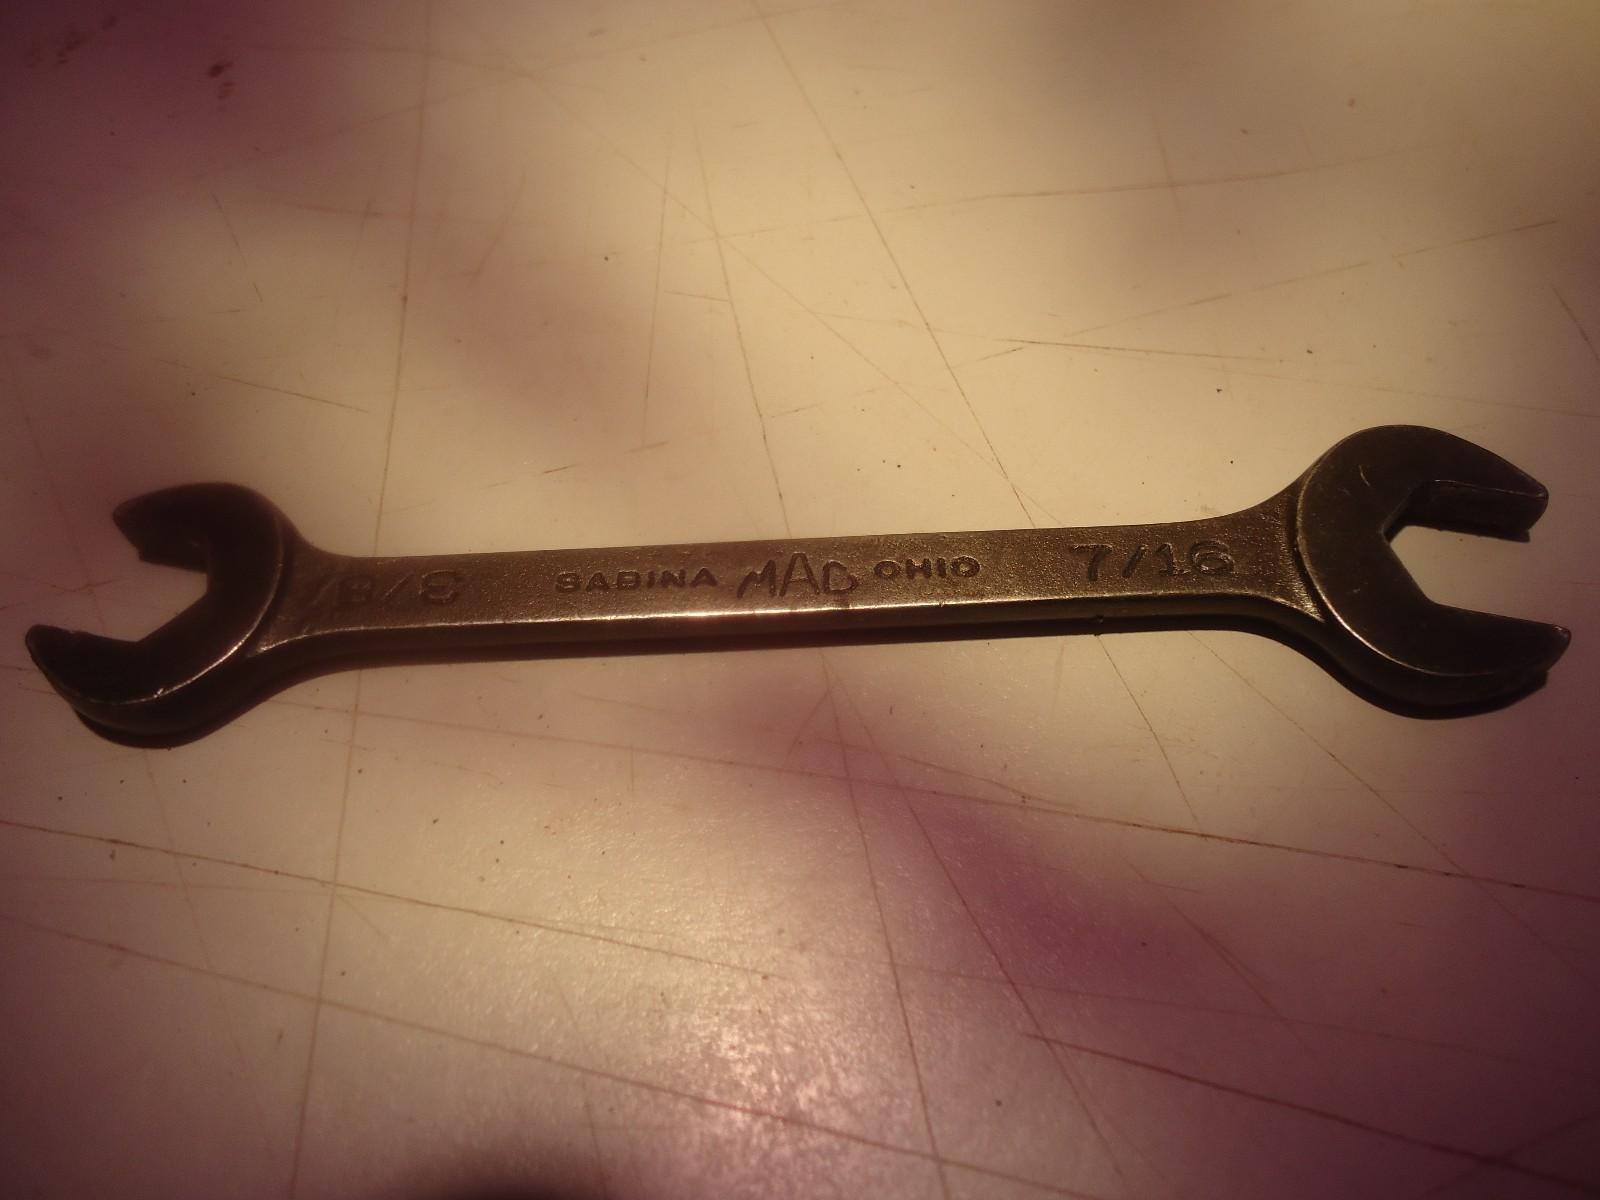 3/8 SABINA MAC OHIO 7/16